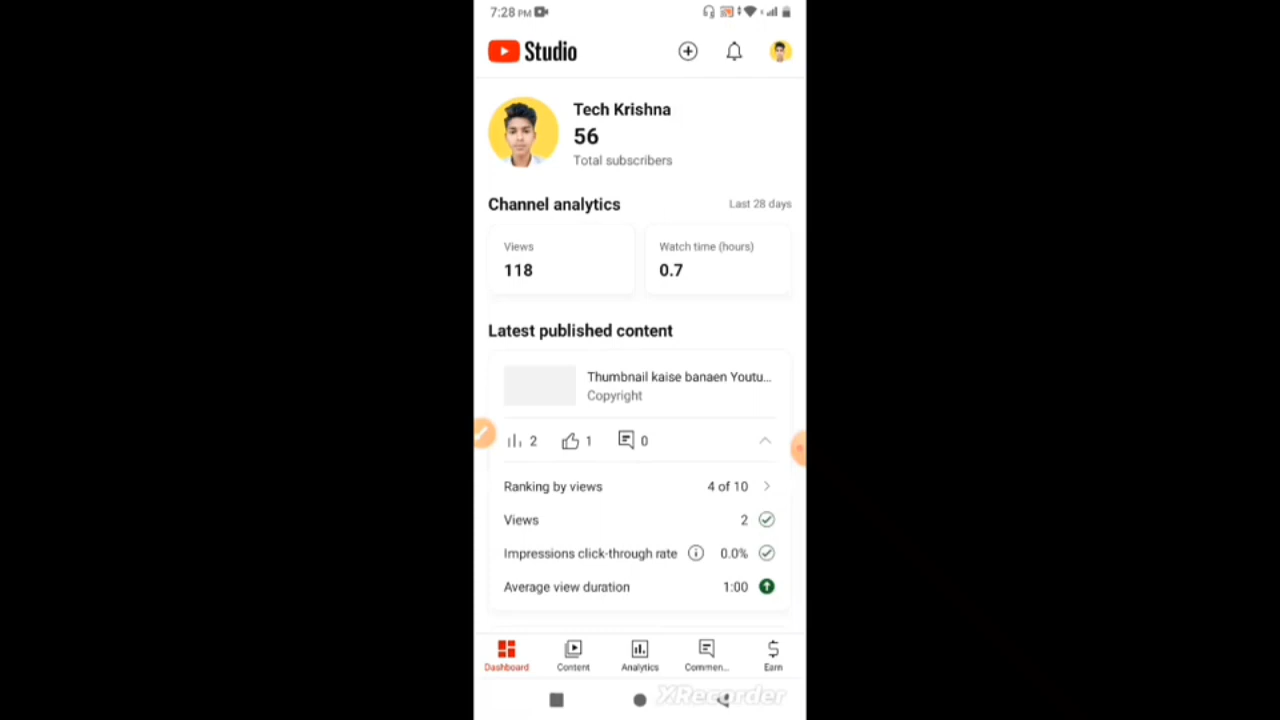 7:28 PM
Studio
Tech Krishna
56
Total subscribers
Channel analytics
Last 28 days
Views
118
Watch time (hours)
0.7
Latest published content
Thumbnail kaise banaen Youtu...
Copyright
2
1
0
Ranking by views
4 of 10
Views
2
Impressions click-through rate
0.0%
Average view duration
1:00
Dashboard
Content
Analytics
Commen...
Earn
XRecorder